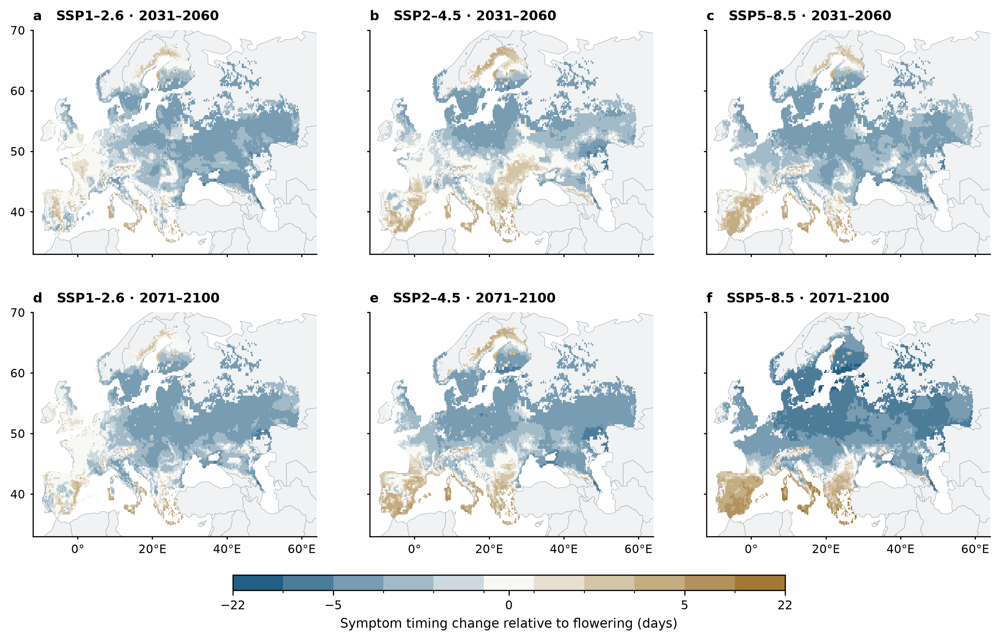 a SSP1–2.6 · 2031–2060
b SSP2–4.5 · 2031–2060
c SSP5–8.5 · 2031–2060
70
60
50
40
d SSP1–2.6 · 2071–2100
e SSP2–4.5 · 2071–2100
f SSP5–8.5 · 2071–2100
70
60
50
40
0° 20°E 40°E 60°E
0° 20°E 40°E 60°E
0° 20°E 40°E 60°E
−22 −5 0 5 22
Symptom timing change relative to flowering (days)